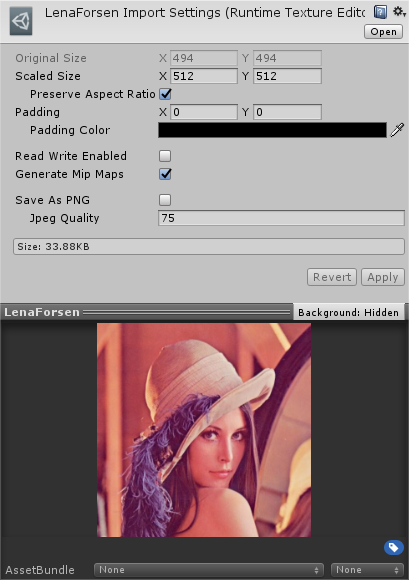 LenaForsen Import Settings (Runtime Texture Edito
Open
Original Size X 494 Y 494
Scaled Size X 512 Y 512
Preserve Aspect Ratio
Padding X 0 Y 0
Padding Color
Read Write Enabled
Generate Mip Maps
Save As PNG
Jpeg Quality 75
Size: 33.88KB
Revert Apply
LenaForsen Background: Hidden
AssetBundle None None